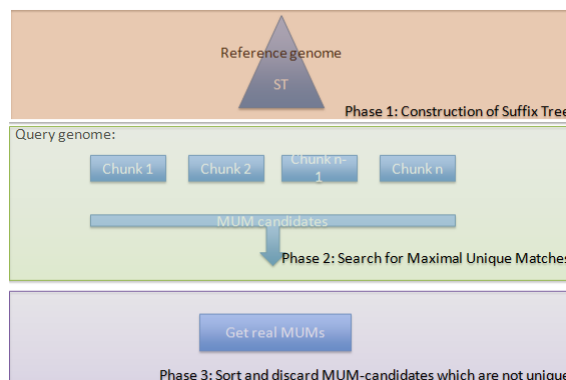 Reference genome
ST
Phase 1: Construction of Suffix Tree
Query genome:
Chunk 1
Chunk 2
Chunk n-
1
Chunk n
MUM candidates
Phase 2: Search for Maximal Unique Matches
Get real MUMs
Phase 3: Sort and discard MUM-candidates which are not unique